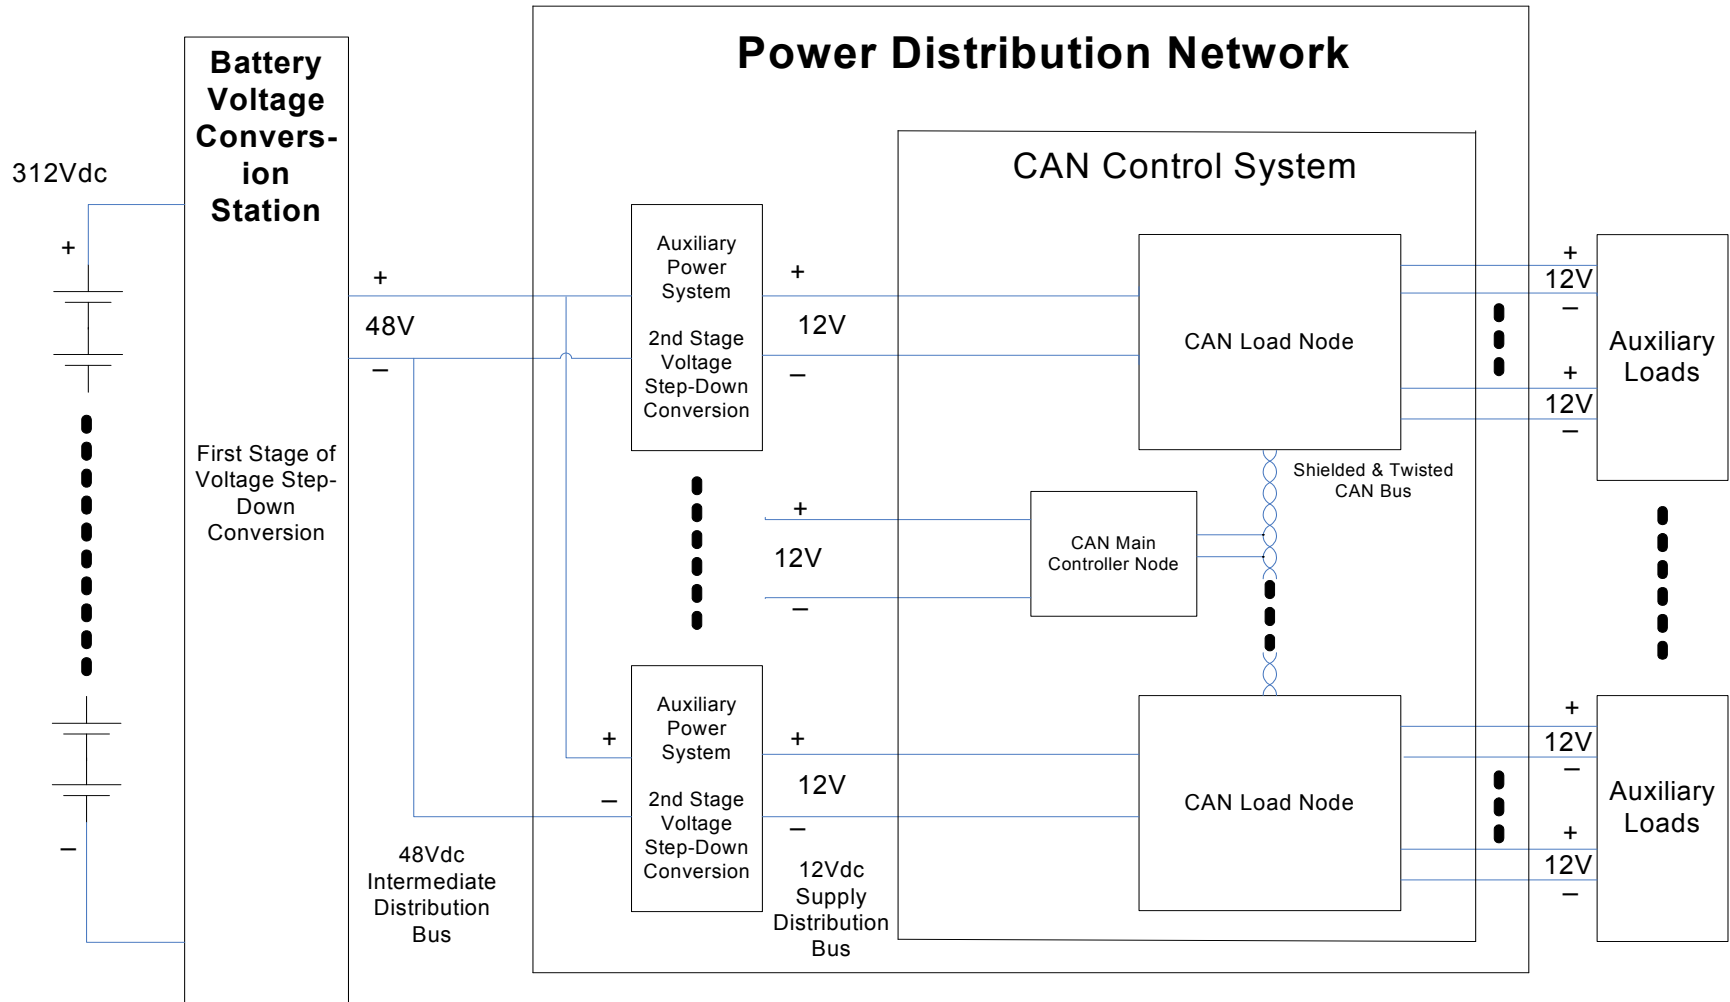 Power Distribution Network
Battery
Voltage
Convers-
ion
Station
First Stage of
Voltage Step-
Down
Conversion
312Vdc
+
–
+
48V
–
48Vdc
Intermediate
Distribution
Bus
Auxiliary
Power
System
2nd Stage
Voltage
Step-Down
Conversion
+
12V
–
+
12V
–
+
–
Auxiliary
Power
System
2nd Stage
Voltage
Step-Down
Conversion
+
12V
–
12Vdc
Supply
Distribution
Bus
CAN Control System
CAN Load Node
Shielded & Twisted
CAN Bus
CAN Main
Controller Node
CAN Load Node
+
12V
–
+
12V
–
Auxiliary
Loads
+
12V
–
+
12V
–
Auxiliary
Loads